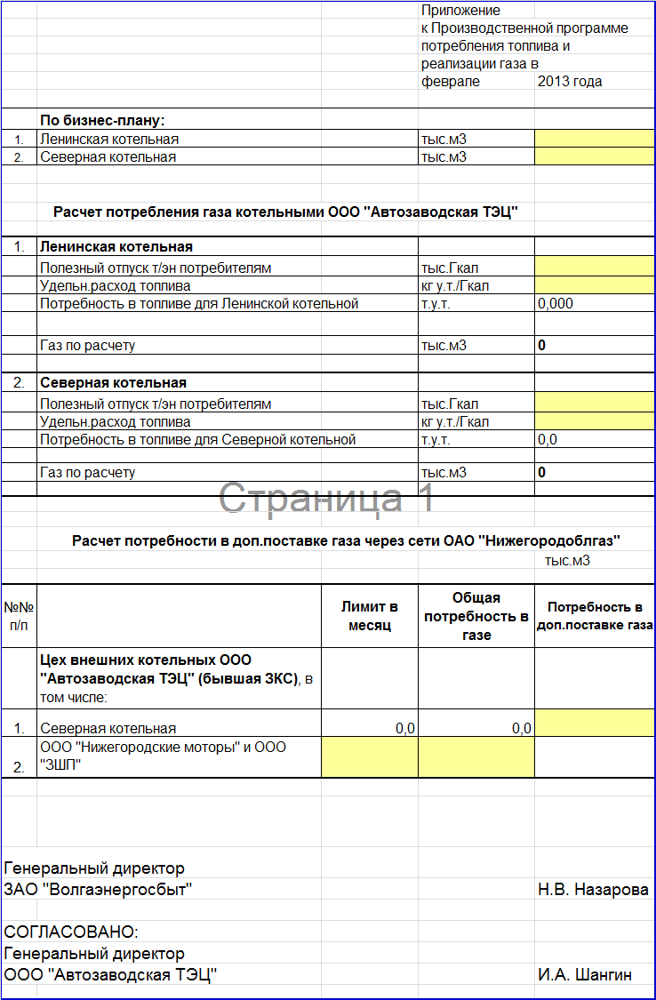 Приложение
к Производственной программе
потребления топлива и
реализации газа в
феврале 2013 года
По бизнес-плану:
1. Ленинская котельная тыс.м3
2. Северная котельная тыс.м3
Расчет потребления газа котельными ООО "Автозаводская ТЭЦ"
1. Ленинская котельная
Полезный отпуск т/эн потребителям тыс.Гкал
Удельн.расход топлива кг у.т./Гкал
Потребность в топливе для Ленинской котельной т.у.т. 0,000
Газ по расчету тыс.м3 0
2. Северная котельная
Полезный отпуск т/эн потребителям тыс.Гкал
Удельн.расход топлива кг у.т./Гкал
Потребность в топливе для Северной котельной т.у.т. 0,0
Газ по расчету тыс.м3 0
Страница 1
Расчет потребности в доп.поставке газа через сети ОАО "Нижегородоблгаз"
тыс.м3
№№
п/п
Лимит в
месяц
Общая
потребность в
газе
Потребность в
доп.поставке газа
Цех внешних котельных ООО
"Автозаводская ТЭЦ" (бывшая ЗКС), в
том числе:
1. Северная котельная 0,0 0,0
ООО "Нижегородские моторы" и ООО
2. "ЗШП"
Генеральный директор
ЗАО "Волгаэнергосбыт" Н.В. Назарова
СОГЛАСОВАНО:
Генеральный директор
ООО "Автозаводская ТЭЦ" И.А. Шангин